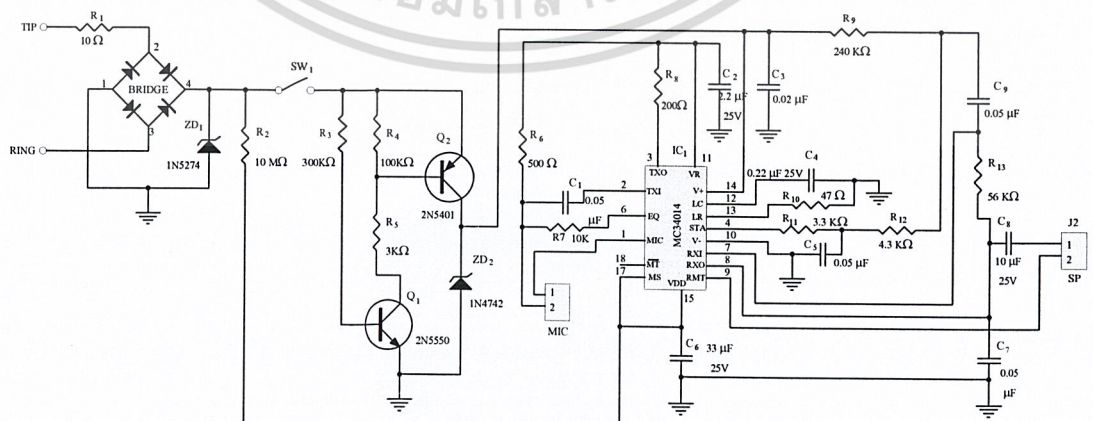 TIP
R1
10 Ω
2
1
BRIDGE
4
3
RING
ZD1
1N5274
R2
10 MΩ
SW1
R3
300KΩ
R4
100KΩ
Q2
2N5401
R5
3KΩ
Q1
2N5550
ZD2
1N4742
R6
500 Ω
C1
0.05
μF
R7 10K
1
2
MIC
R8
200Ω
C2
2.2 μF
25V
C3
0.02 μF
R9
240 KΩ
C9
0.05 μF
R13
56 KΩ
C8
10 μF
25V
J2
1
2
SP
C7
0.05
μF
IC1
MC34014
3
TXO
11
VR
2
TXI
6
EQ
1
MIC
18
MT
17
MS
VDD
15
V+
14
LC
12
LR
13
STA
4
V-
10
RXI
7
RXO
8
RMT
9
C4
0.22 μF 25V
R10
47 Ω
R11
3.3 KΩ
R12
4.3 KΩ
C5
0.05 μF
C6
33 μF
25V